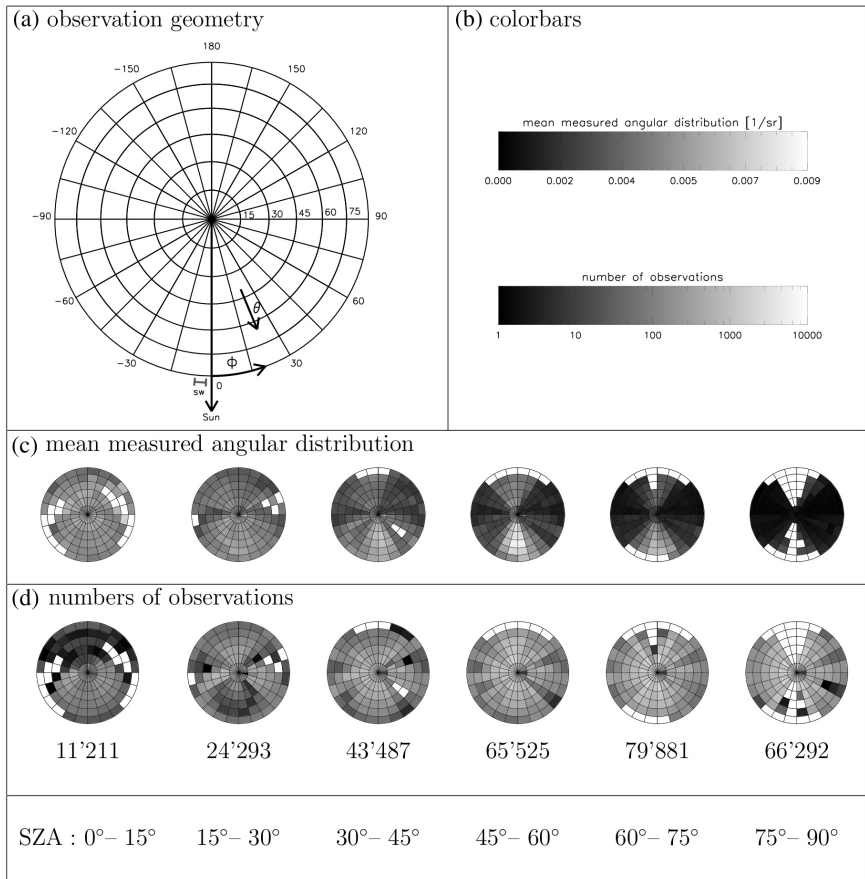 (a) observation geometry
180
−150 150
−120 120
−90 15 30 45 60 75 90
−60 60
θ
−30 30
Φ
sw 0
Sun
(b) colorbars
mean measured angular distribution [1/sr]
0.000 0.002 0.004 0.005 0.007 0.009
number of observations
1 10 100 1000 10000
(c) mean measured angular distribution
(d) numbers of observations
11'211 24'293 43'487 65'525 79'881 66'292
SZA : 0°– 15° 15°– 30° 30°– 45° 45°– 60° 60°– 75° 75°– 90°